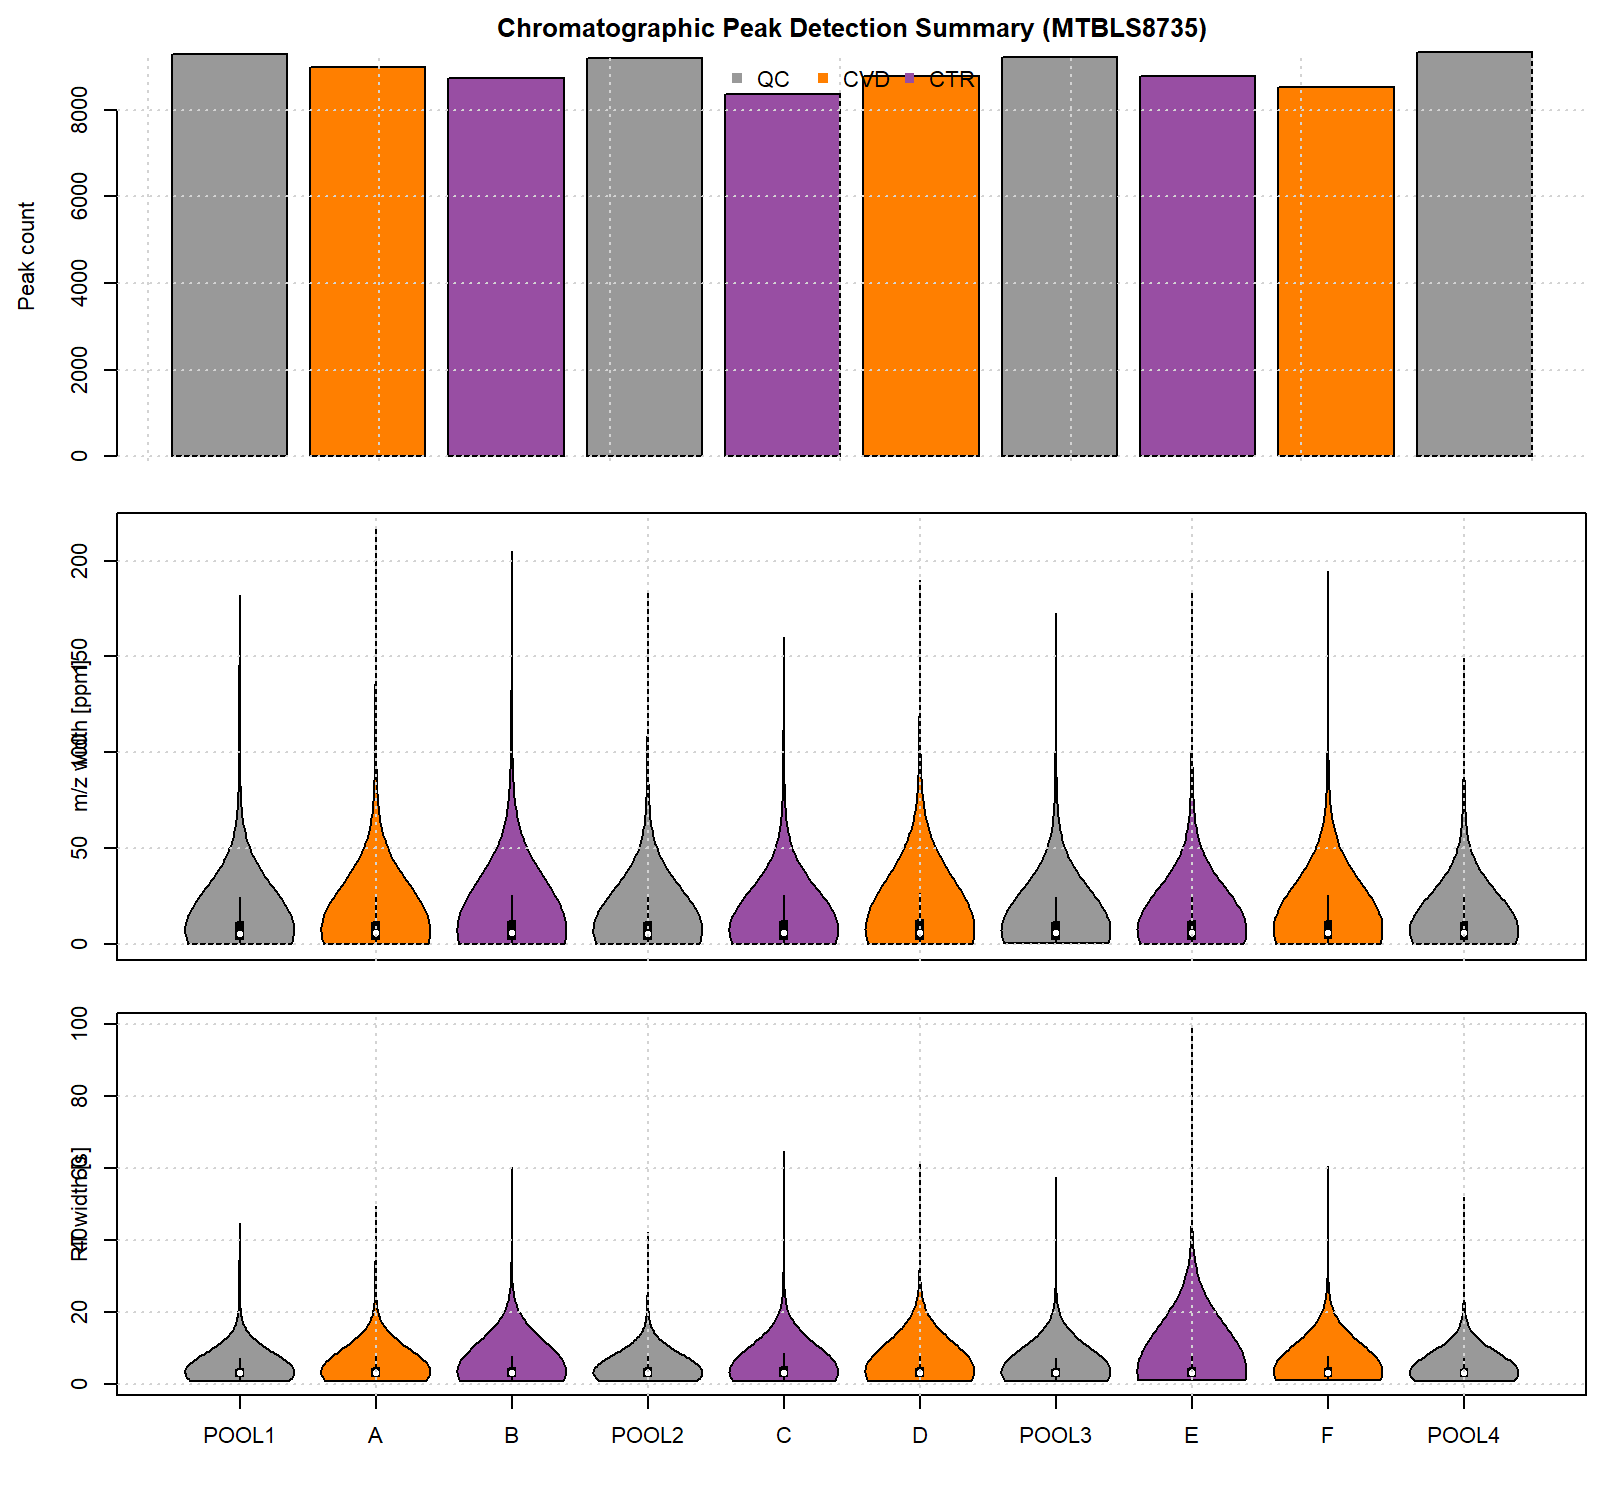 Chromatographic Peak Detection Summary (MTBLS8735)
QC CVD CTR
Peak count
8000
6000
4000
2000
0
m/z width [ppm]
200
150
100
50
0
RT width [s]
100
80
60
40
20
0
POOL1 A B POOL2 C D POOL3 E F POOL4